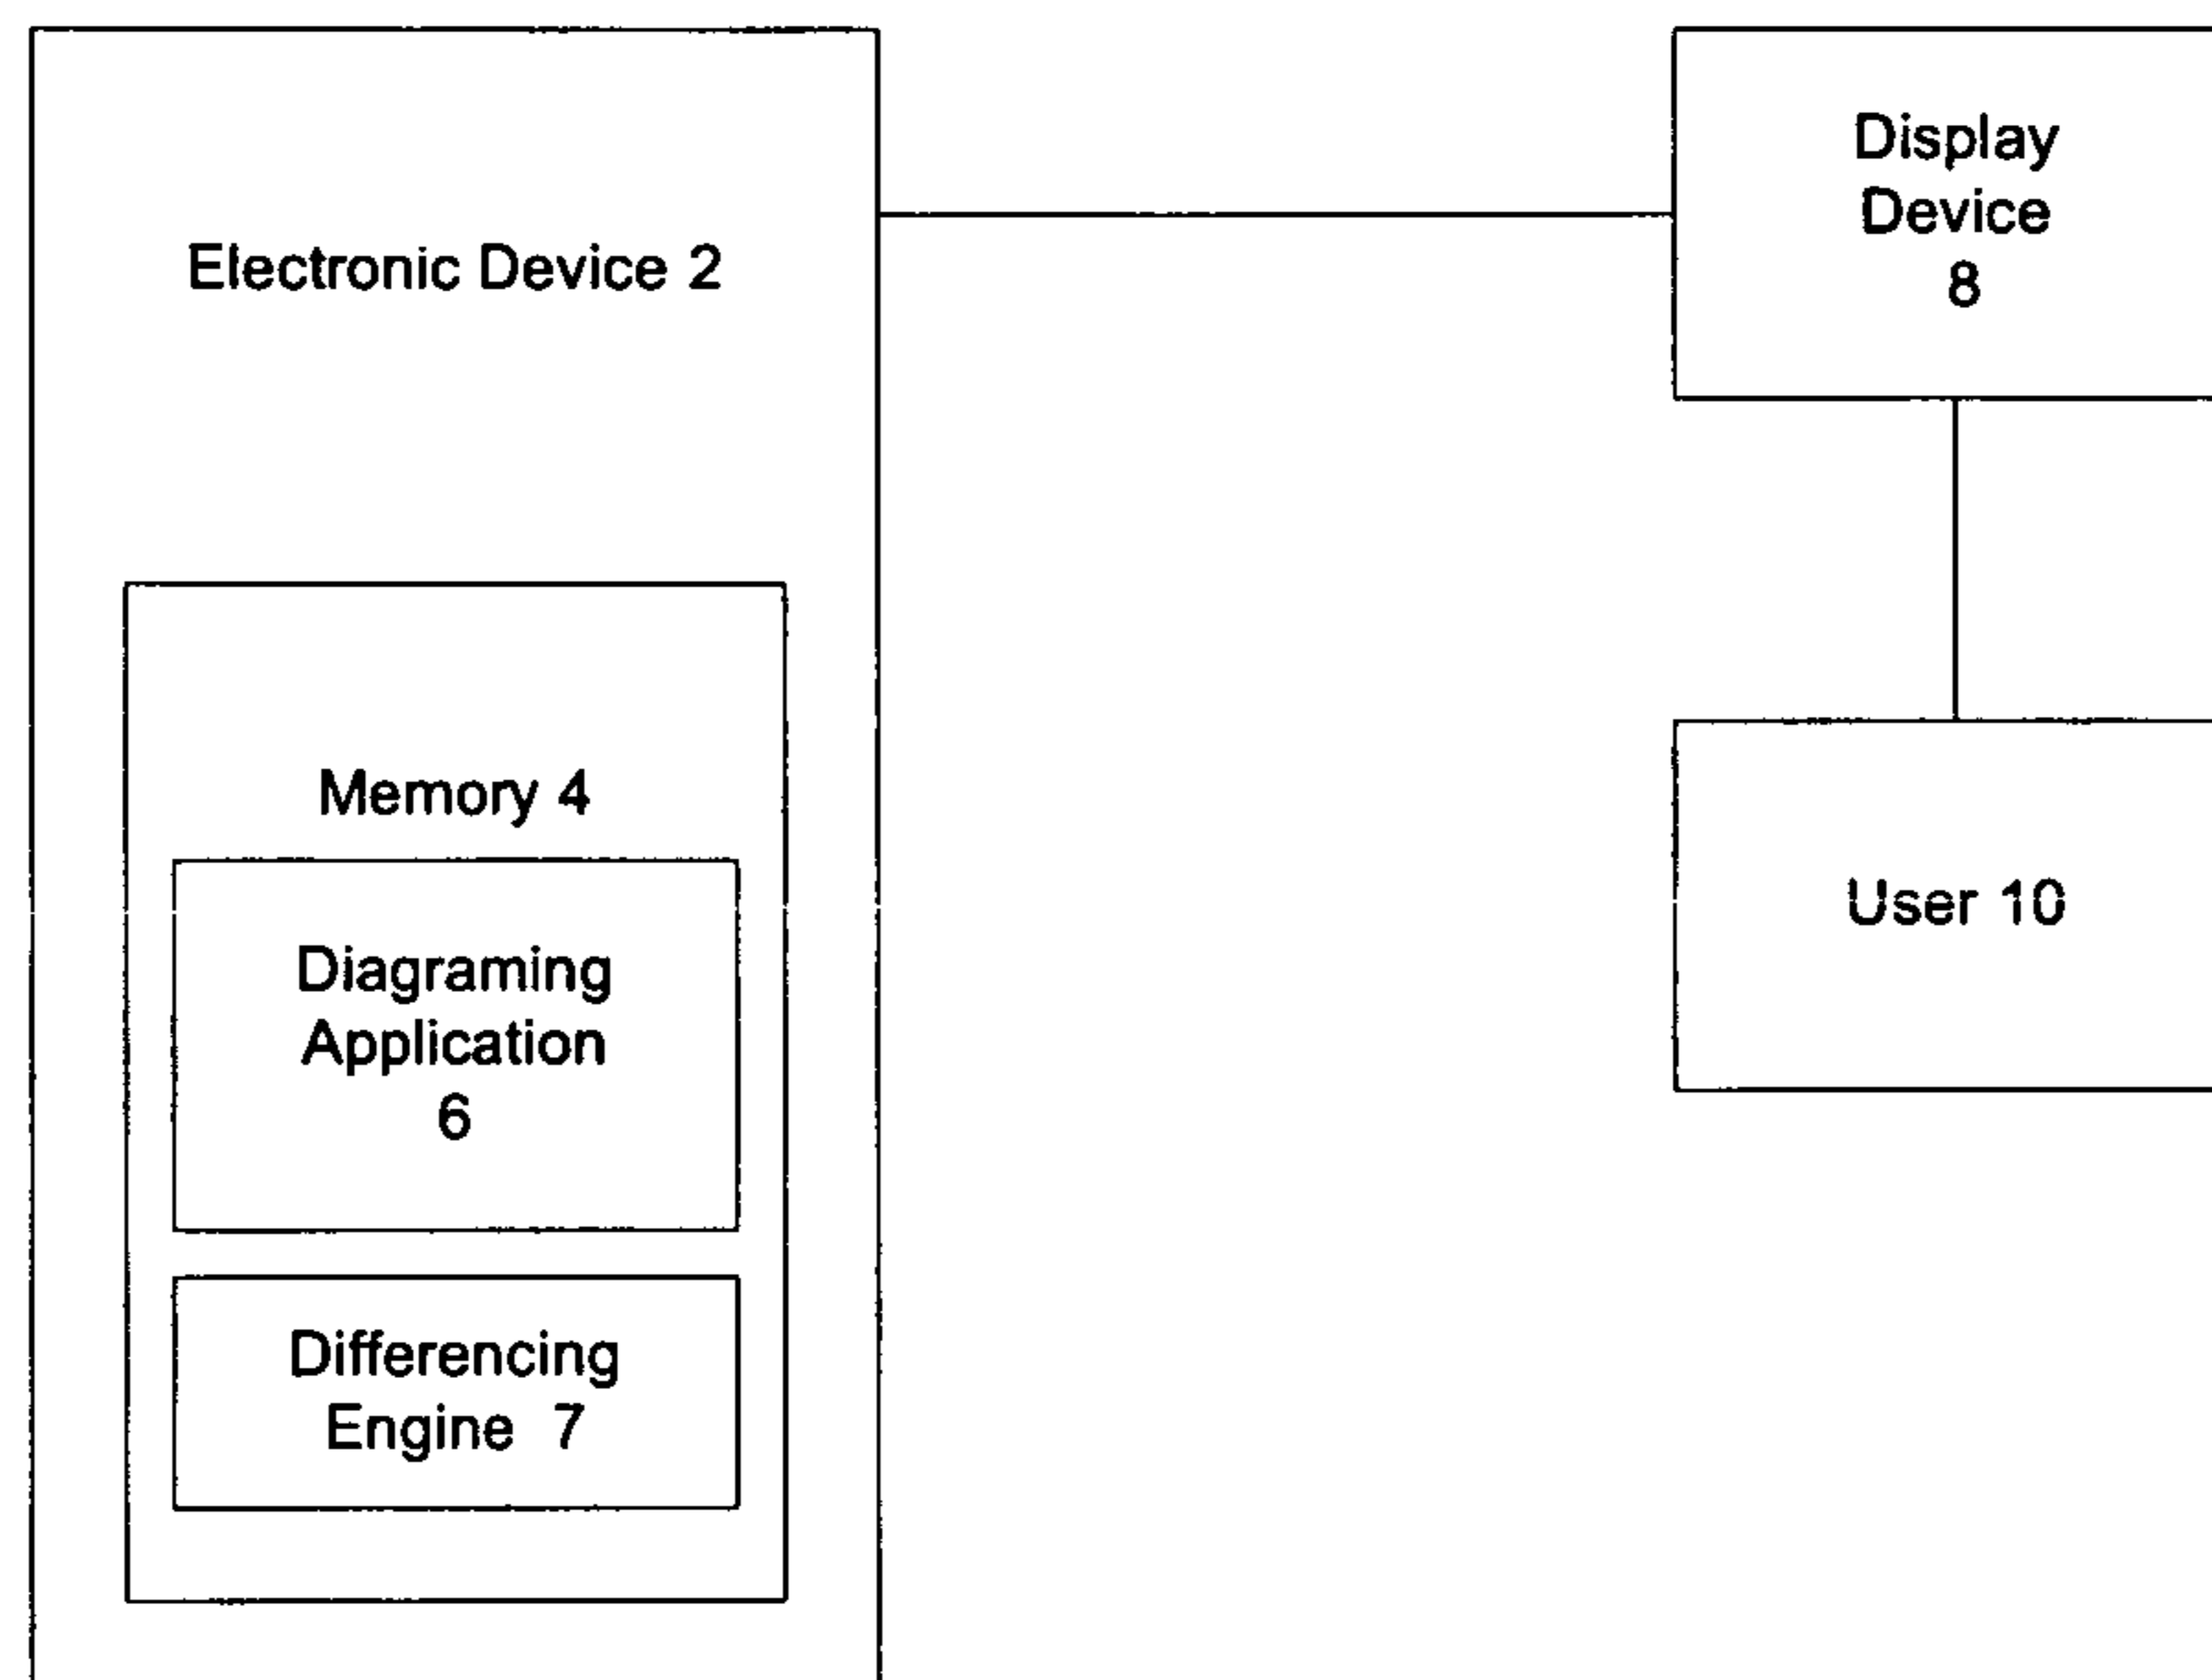 Electronic Device 2
Memory 4
Diagraming
Application
6
Differencing
Engine 7
Display
Device
8
User 10